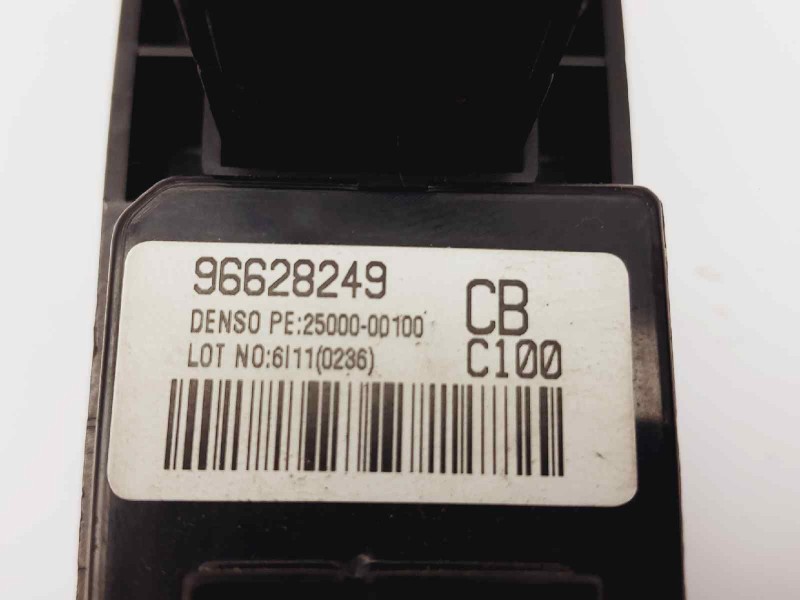 96628249
CB
DENSO PE:25000-00100
LOT NO:6I11(0236)
C100